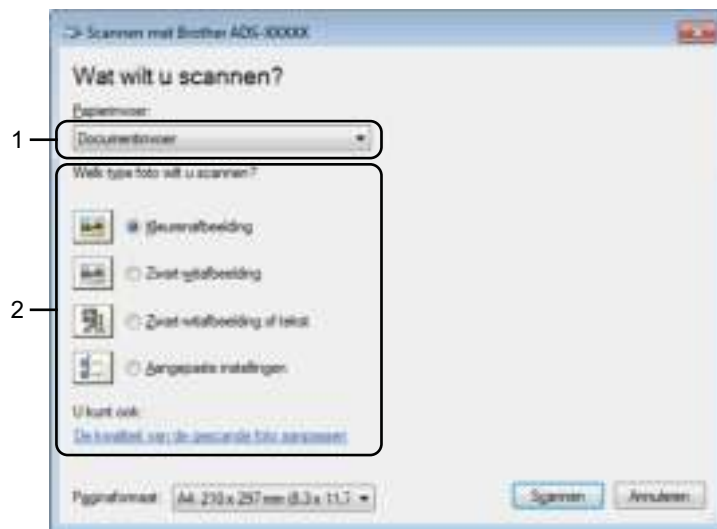 Scannen met Brother ADS-XXXXX
Wat wilt u scannen?
Papierinvoer:
1
Documentinvoer
Welk type foto wilt u scannen?
Kleurenafbeelding
Zwart-witafbeelding
2
Zwart-witafbeelding of tekst
Aangepaste instellingen
U kunt ook:
De kwaliteit van de gescande foto aanpassen
Paginaformaat: A4: 210 x 297 mm (8.3 x 11.7 Scannen Annuleren